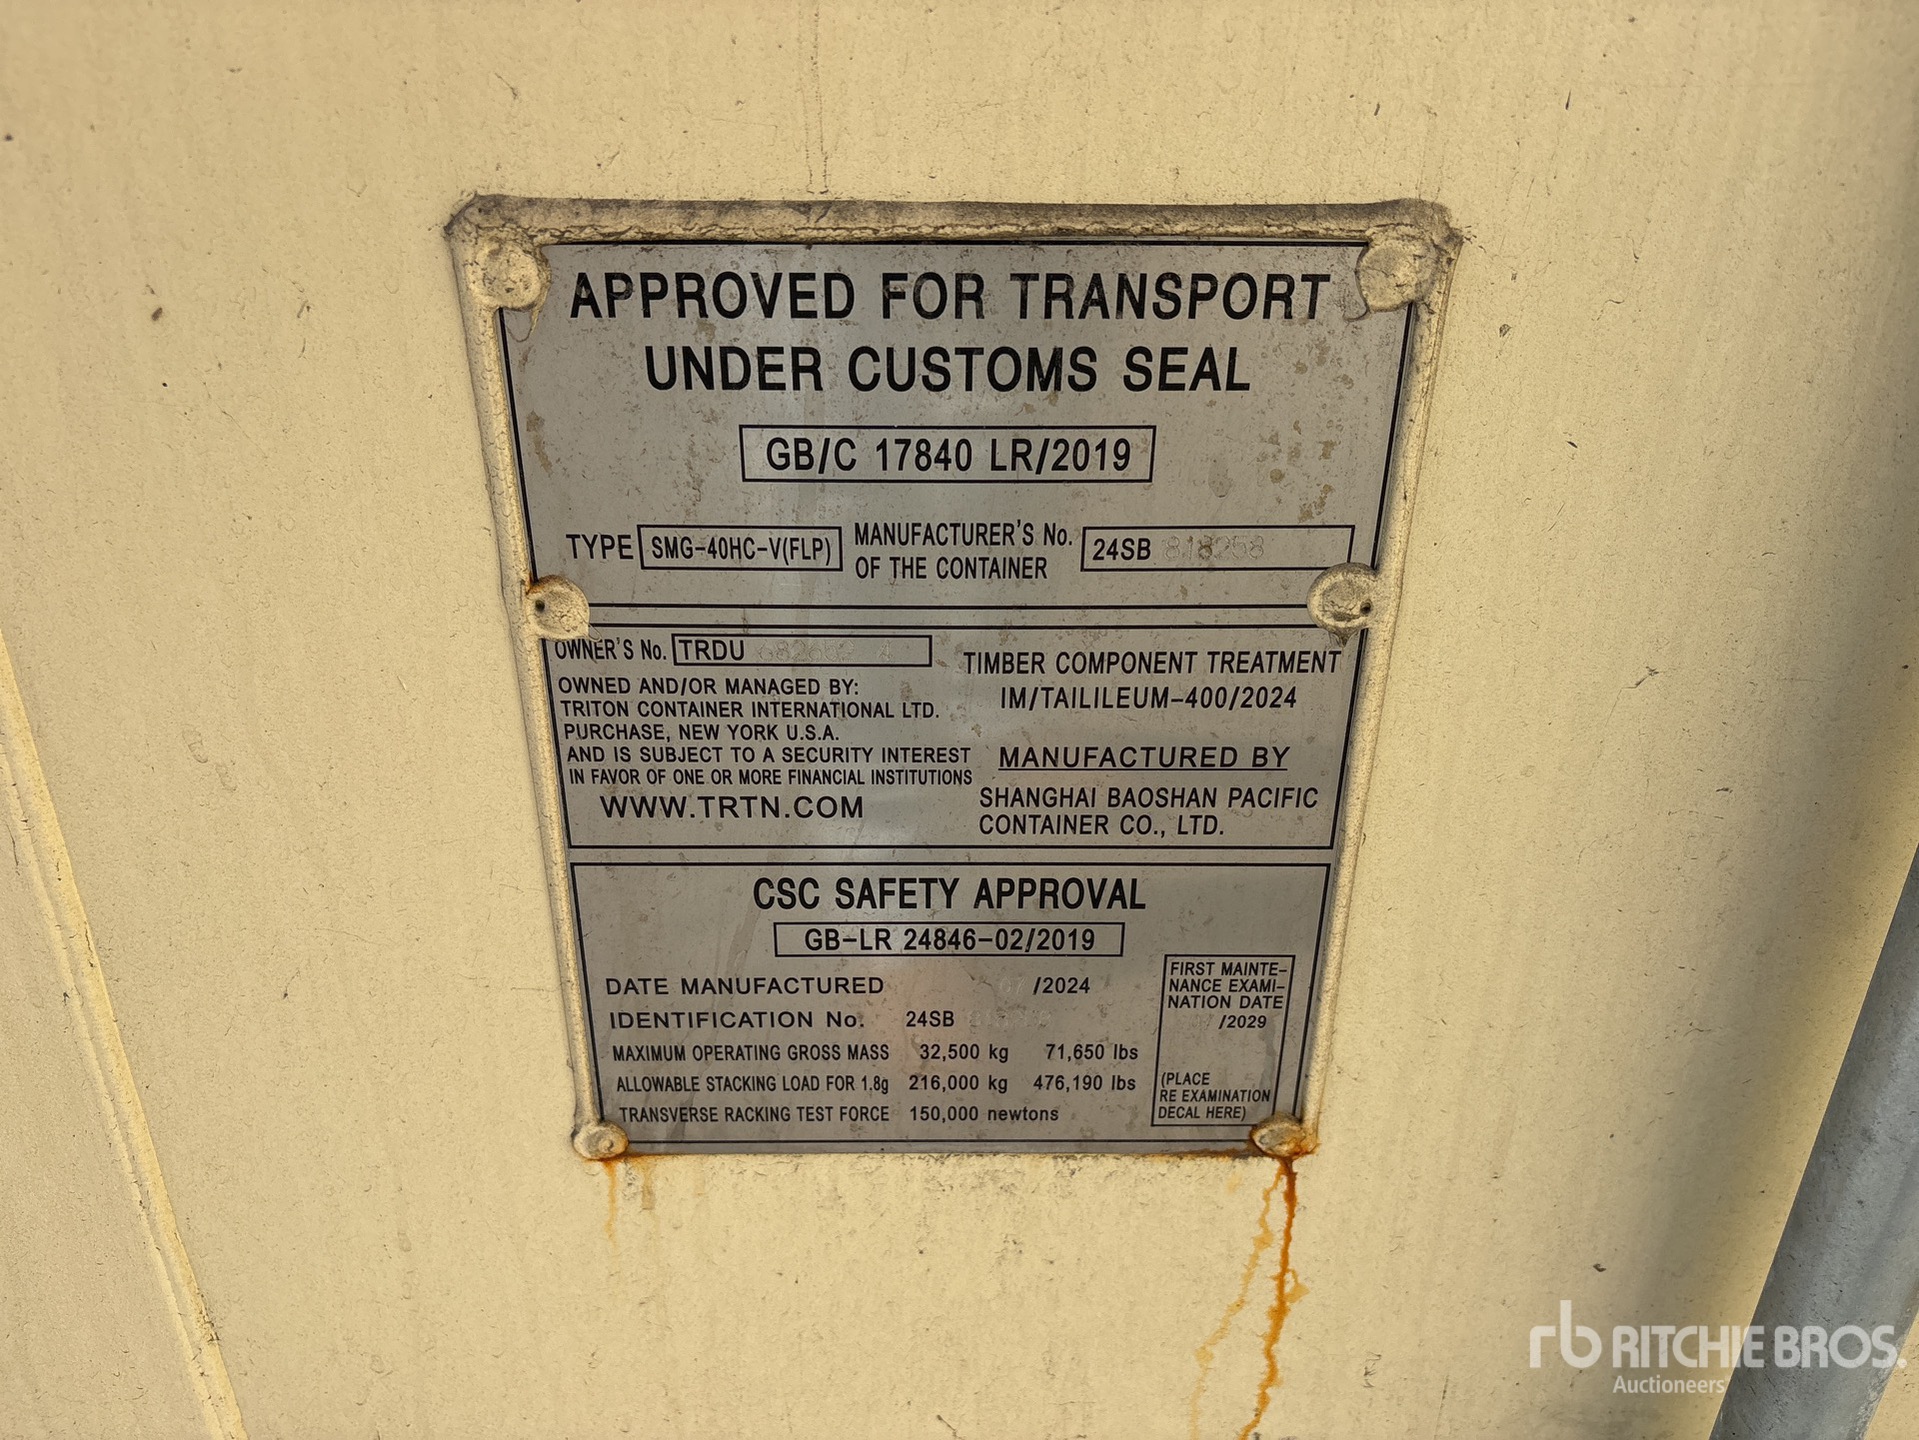 APPROVED FOR TRANSPORT
UNDER CUSTOMS SEAL
GB/C 17840 LR/2019
TYPE SMG-40HC-V(FLP) MANUFACTURER'S No. OF THE CONTAINER 24SB 818258
OWNER'S No. TRDU
OWNED AND/OR MANAGED BY:
TRITON CONTAINER INTERNATIONAL LTD.
PURCHASE, NEW YORK U.S.A.
AND IS SUBJECT TO A SECURITY INTEREST
IN FAVOR OF ONE OR MORE FINANCIAL INSTITUTIONS
WWW.TRTN.COM
TIMBER COMPONENT TREATMENT
IM/TAILILEUM-400/2024
MANUFACTURED BY
SHANGHAI BAOSHAN PACIFIC
CONTAINER CO., LTD.
CSC SAFETY APPROVAL
GB-LR 24846-02/2019
DATE MANUFACTURED 07/2024
IDENTIFICATION No. 24SB
MAXIMUM OPERATING GROSS MASS 32,500 kg 71,650 lbs
ALLOWABLE STACKING LOAD FOR 1.8g 216,000 kg 476,190 lbs
TRANSVERSE RACKING TEST FORCE 150,000 newtons
FIRST MAINTE-
NANCE EXAMI-
NATION DATE
/2029
(PLACE
RE EXAMINATION
DECAL HERE)
rb RITCHIE BROS.
Auctioneers